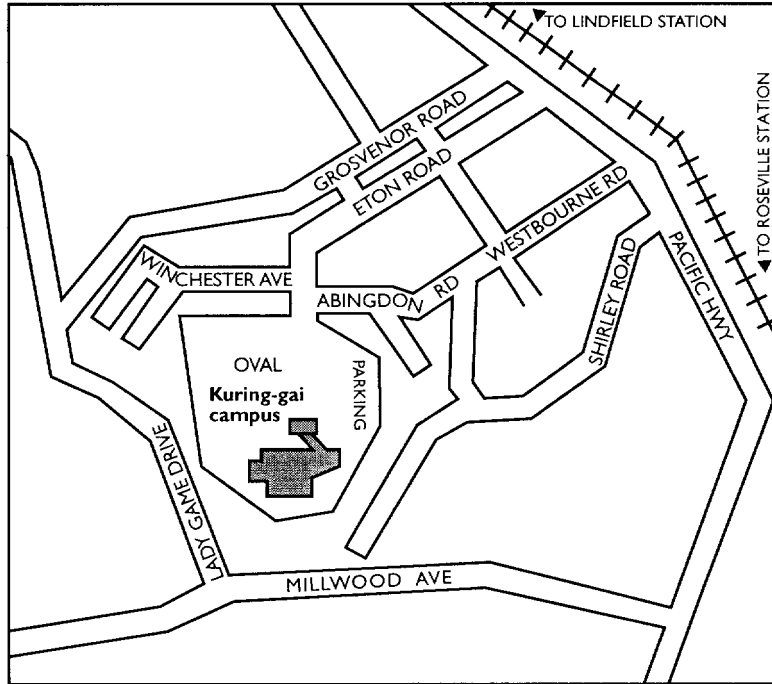 TO LINDFIELD STATION
TO ROSEVILLE STATION
GROSVENOR ROAD
ETON ROAD
WESTBOURNE RD
WINCHESTER AVE
ABINGDON RD
SHIRLEY ROAD
PACIFIC HWY
OVAL
PARKING
Kuring-gai
campus
LADY GAME DRIVE
MILLWOOD AVE